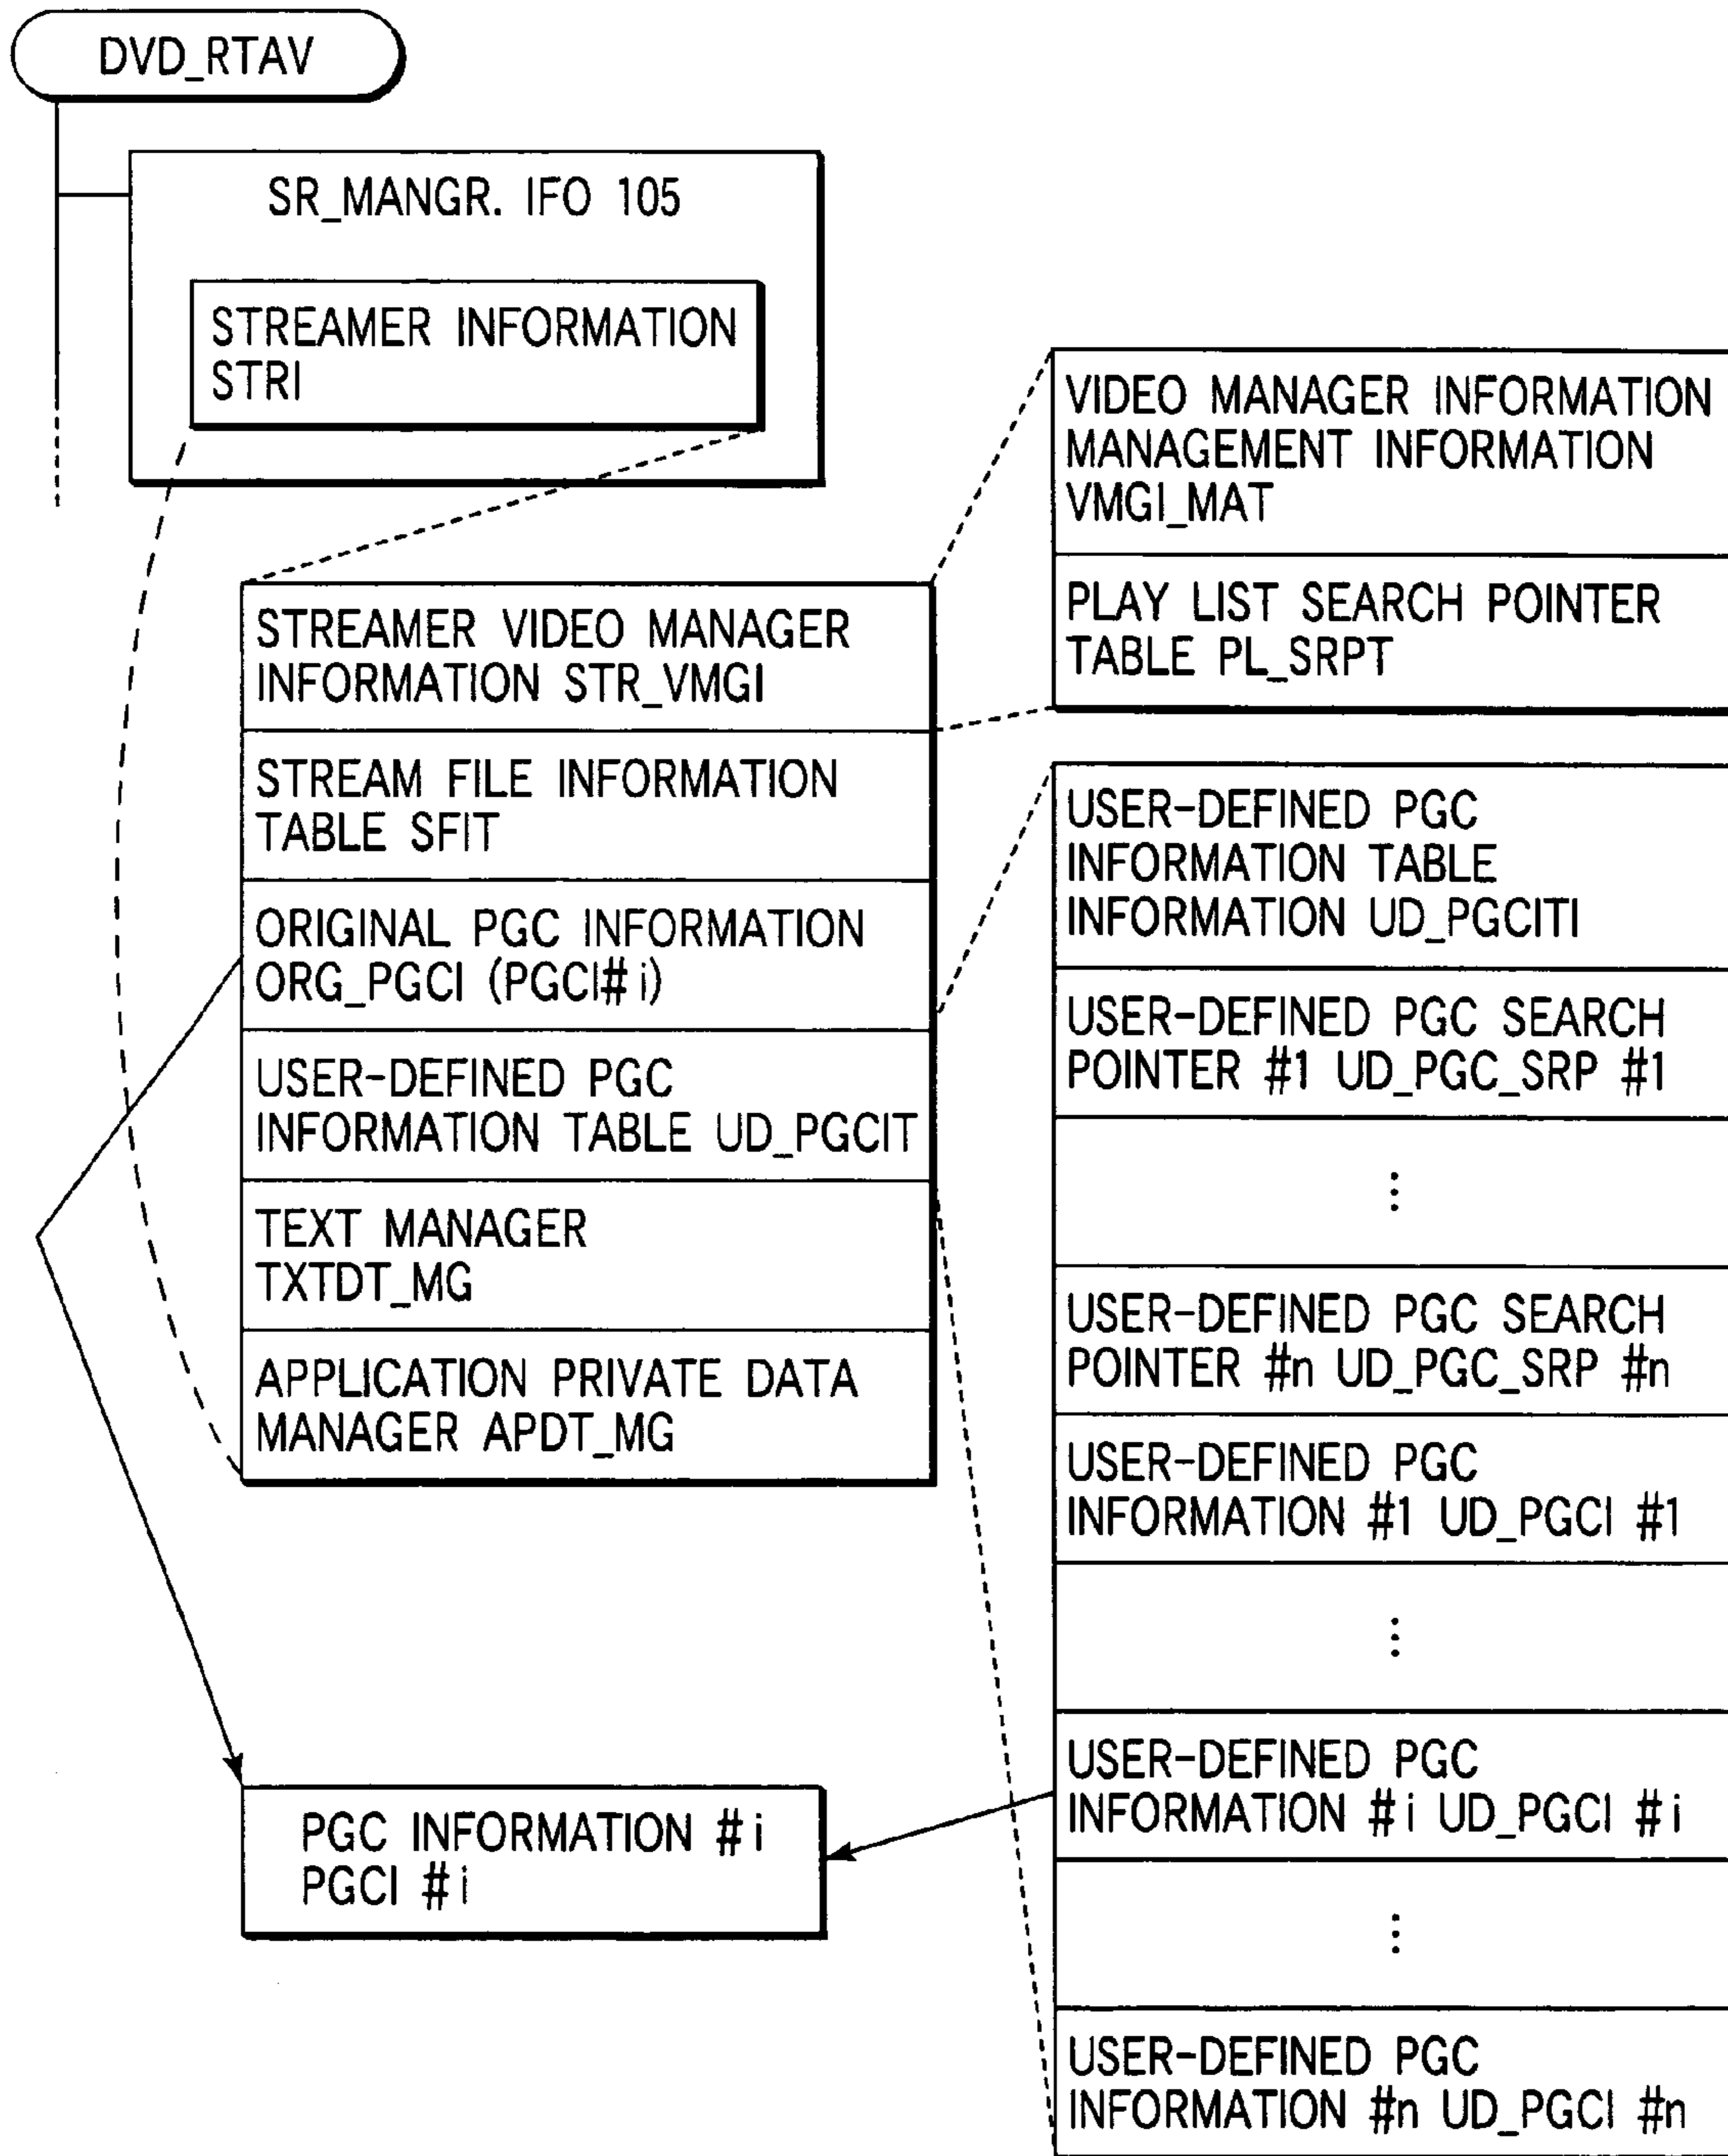 DVD_RTAV
SR_MANGR. IFO 105
STREAMER INFORMATION
STRI
STREAMER VIDEO MANAGER
INFORMATION STR_VMGI
STREAM FILE INFORMATION
TABLE SFIT
ORIGINAL PGC INFORMATION
ORG_PGCI (PGCI# i)
USER-DEFINED PGC
INFORMATION TABLE UD_PGCIT
TEXT MANAGER
TXTDT_MG
APPLICATION PRIVATE DATA
MANAGER APDT_MG
PGC INFORMATION # i
PGCI # i
VIDEO MANAGER INFORMATION
MANAGEMENT INFORMATION
VMGI_MAT
PLAY LIST SEARCH POINTER
TABLE PL_SRPT
USER-DEFINED PGC
INFORMATION TABLE
INFORMATION UD_PGCITI
USER-DEFINED PGC SEARCH
POINTER #1 UD_PGC_SRP #1
⋮
USER-DEFINED PGC SEARCH
POINTER #n UD_PGC_SRP #n
USER-DEFINED PGC
INFORMATION #1 UD_PGCI #1
⋮
USER-DEFINED PGC
INFORMATION # i UD_PGCI # i
⋮
USER-DEFINED PGC
INFORMATION #n UD_PGCI #n